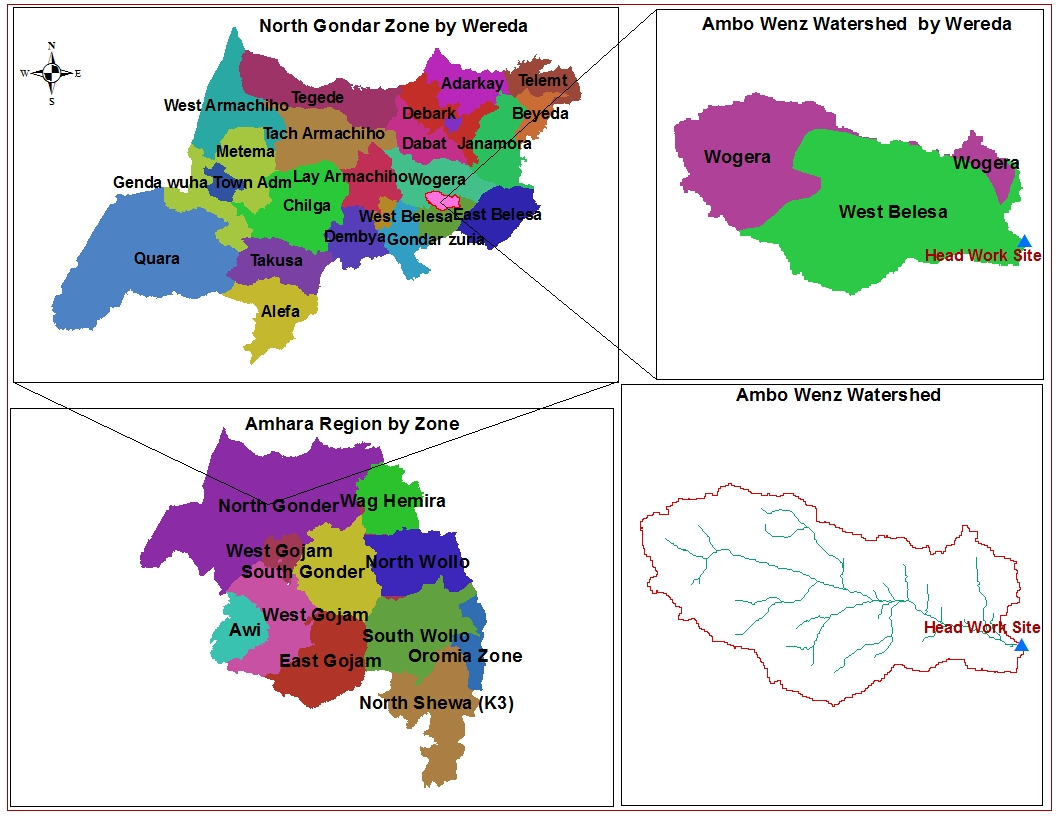 North Gondar Zone by Wereda
N
W
E
S
Adarkay
Telemt
Tegede
West Armachiho
Debark
Beyeda
Tach Armachiho
Dabat
Janamora
Metema
Lay Armachiho
Wogera
Genda wuha Town Adm
Chilga
West Belesa
East Belesa
Dembya
Gondar zuria
Quara
Takusa
Alefa
Ambo Wenz Watershed by Wereda
Wogera
Wogera
West Belesa
Head Work Site
Amhara Region by Zone
North Gonder
Wag Hemira
West Gojam
South Gonder
North Wollo
West Gojam
Awi
South Wollo
East Gojam
Oromia Zone
North Shewa (K3)
Ambo Wenz Watershed
Head Work Site